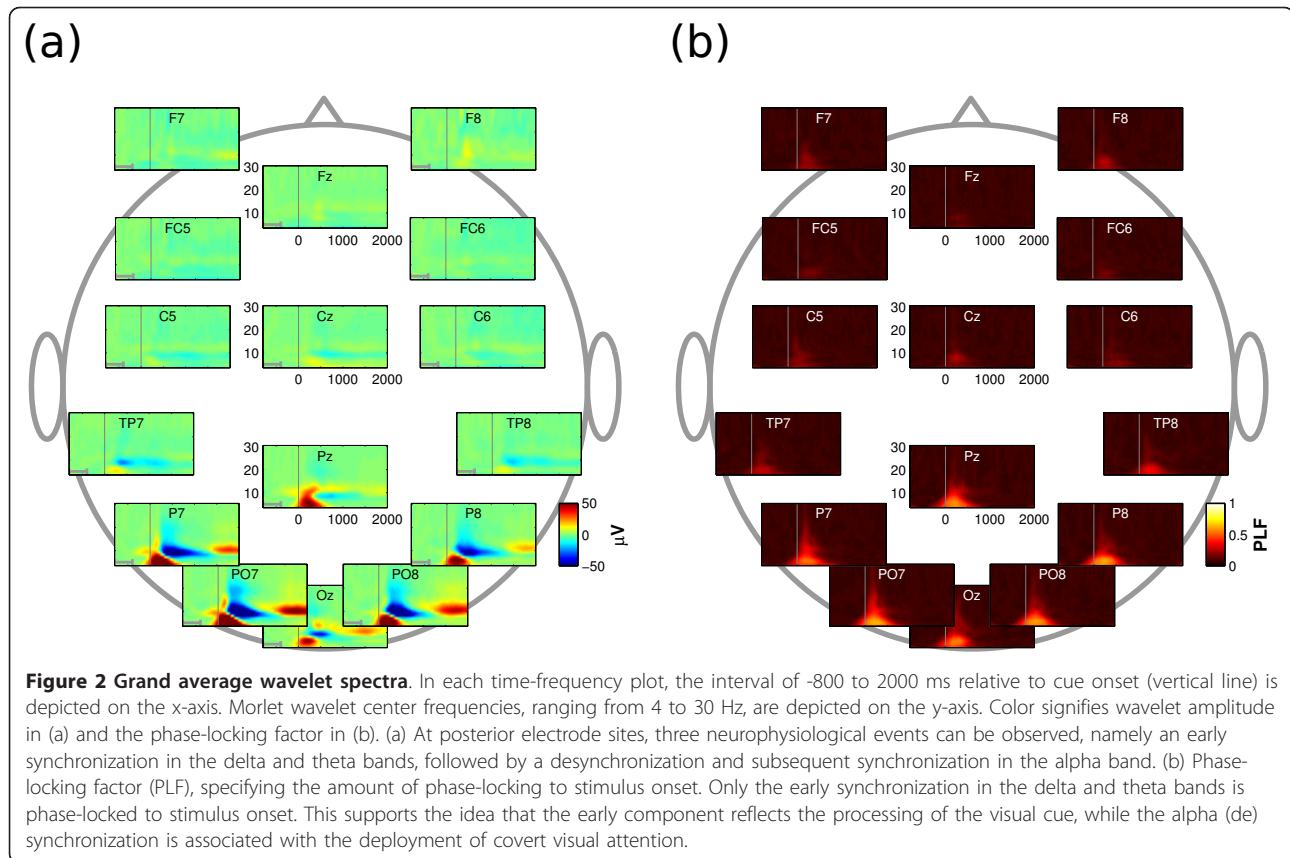 (a)
(b)
F7
F8
30
20
10
Fz
0 1000 2000
FC5
FC6
C5
30
20
10
Cz
0 1000 2000
C6
TP7
TP8
30
20
10
Pz
0 1000 2000
P7
P8
50
−50
µV
PO7
PO8
Oz
F7
F8
30
20
10
Fz
0 1000 2000
FC5
FC6
C5
30
20
10
Cz
0 1000 2000
C6
TP7
TP8
30
20
10
Pz
0 1000 2000
P7
P8
1
0.5
0
PLF
PO7
PO8
Oz
Figure 2 Grand average wavelet spectra. In each time-frequency plot, the interval of -800 to 2000 ms relative to cue onset (vertical line) is
depicted on the x-axis. Morlet wavelet center frequencies, ranging from 4 to 30 Hz, are depicted on the y-axis. Color signifies wavelet amplitude
in (a) and the phase-locking factor in (b). (a) At posterior electrode sites, three neurophysiological events can be observed, namely an early
synchronization in the delta and theta bands, followed by a desynchronization and subsequent synchronization in the alpha band. (b) Phase-
locking factor (PLF), specifying the amount of phase-locking to stimulus onset. Only the early synchronization in the delta and theta bands is
phase-locked to stimulus onset. This supports the idea that the early component reflects the processing of the visual cue, while the alpha (de)
synchronization is associated with the deployment of covert visual attention.